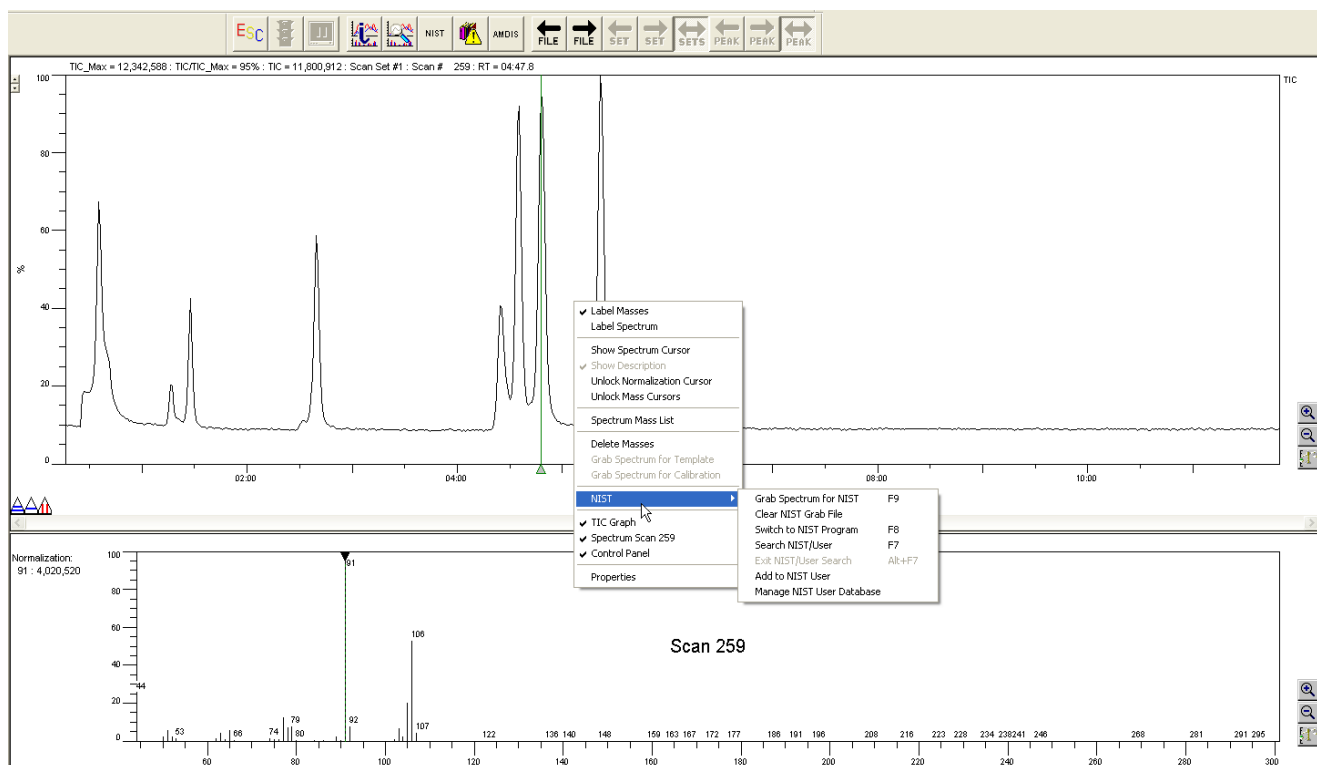 ESC NIST AMDIS FILE FILE SET SET SETS PEAK PEAK PEAK
TIC_Max = 12,342,588 : TIC/TIC_Max = 95% : TIC = 11,800,912 : Scan Set #1 : Scan # 259 : RT = 04:47.8
TIC
100
80
60
%
40
20
0
02:00 04:00 08:00 10:00
Label Masses
Label Spectrum
Show Spectrum Cursor
Show Description
Unlock Normalization Cursor
Unlock Mass Cursors
Spectrum Mass List
Delete Masses
Grab Spectrum for Template
Grab Spectrum for Calibration
NIST
TIC Graph
Spectrum Scan 259
Control Panel
Properties
Grab Spectrum for NIST F9
Clear NIST Grab File
Switch to NIST Program F8
Search NIST/User F7
Exit NIST/User Search Alt+F7
Add to NIST User
Manage NIST User Database
Normalization:
91 : 4,020,520
100
80
60
40
20
0
91
106
Scan 259
44
53 66 74 79 80 92 107 122 136 140 148 159 163 167 172 177 186 191 196 208 216 223 228 234 238 241 246 268 281 291 295
60 80 100 120 140 160 180 200 220 240 260 280 300